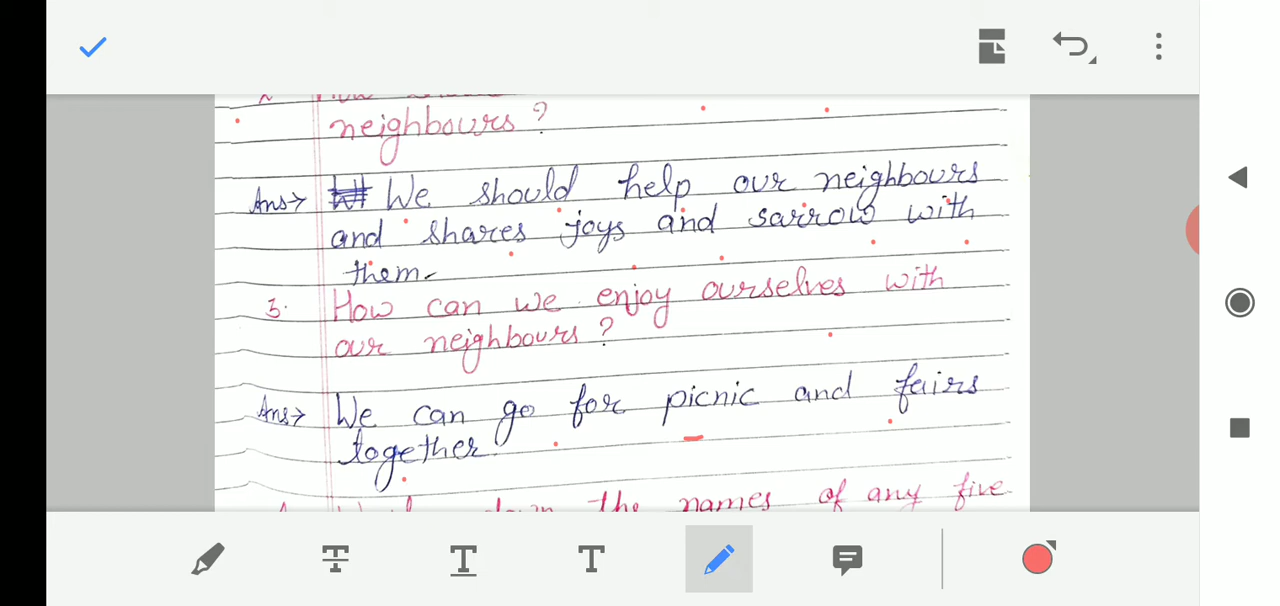 neighbours?
Ans→ We should help our neighbours
and shares joys and sarrow with
them.
3. How can we enjoy ourselves with
our neighbours?
Ans→ We can go for picnic and fairs
together.
the names of any five
T
T
T